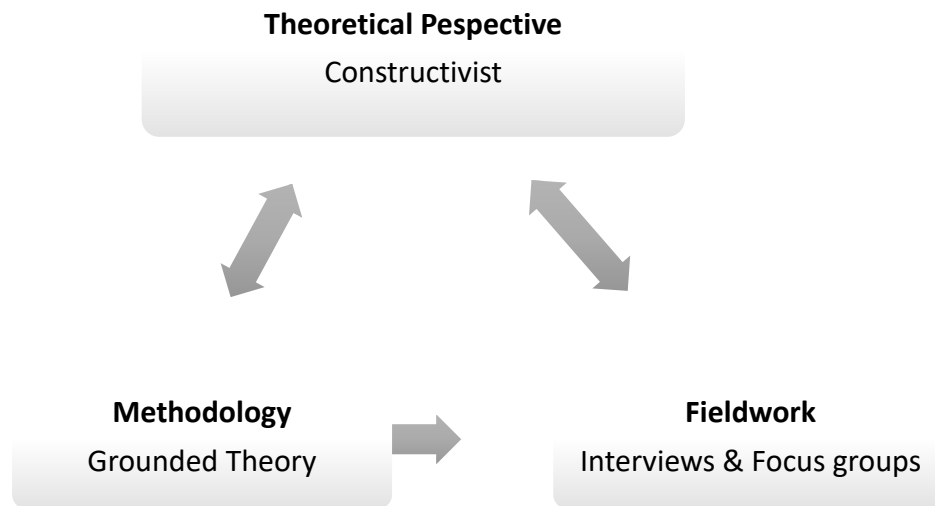 Theoretical Pespective
Constructivist
Methodology
Grounded Theory
Fieldwork
Interviews & Focus groups